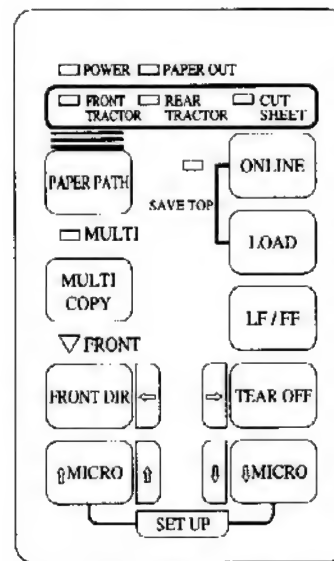 POWER PAPER OUT
FRONT TRACTOR REAR TRACTOR CUT SHEET
PAPER PATH
ONLINE
SAVE TOP
MULTI
LOAD
MULTI COPY
LF / FF
▽ FRONT
FRONT DIR ⇦ ⇨ TEAR OFF
⇧MICRO ⇧ ⇩ ⇩MICRO
SET UP